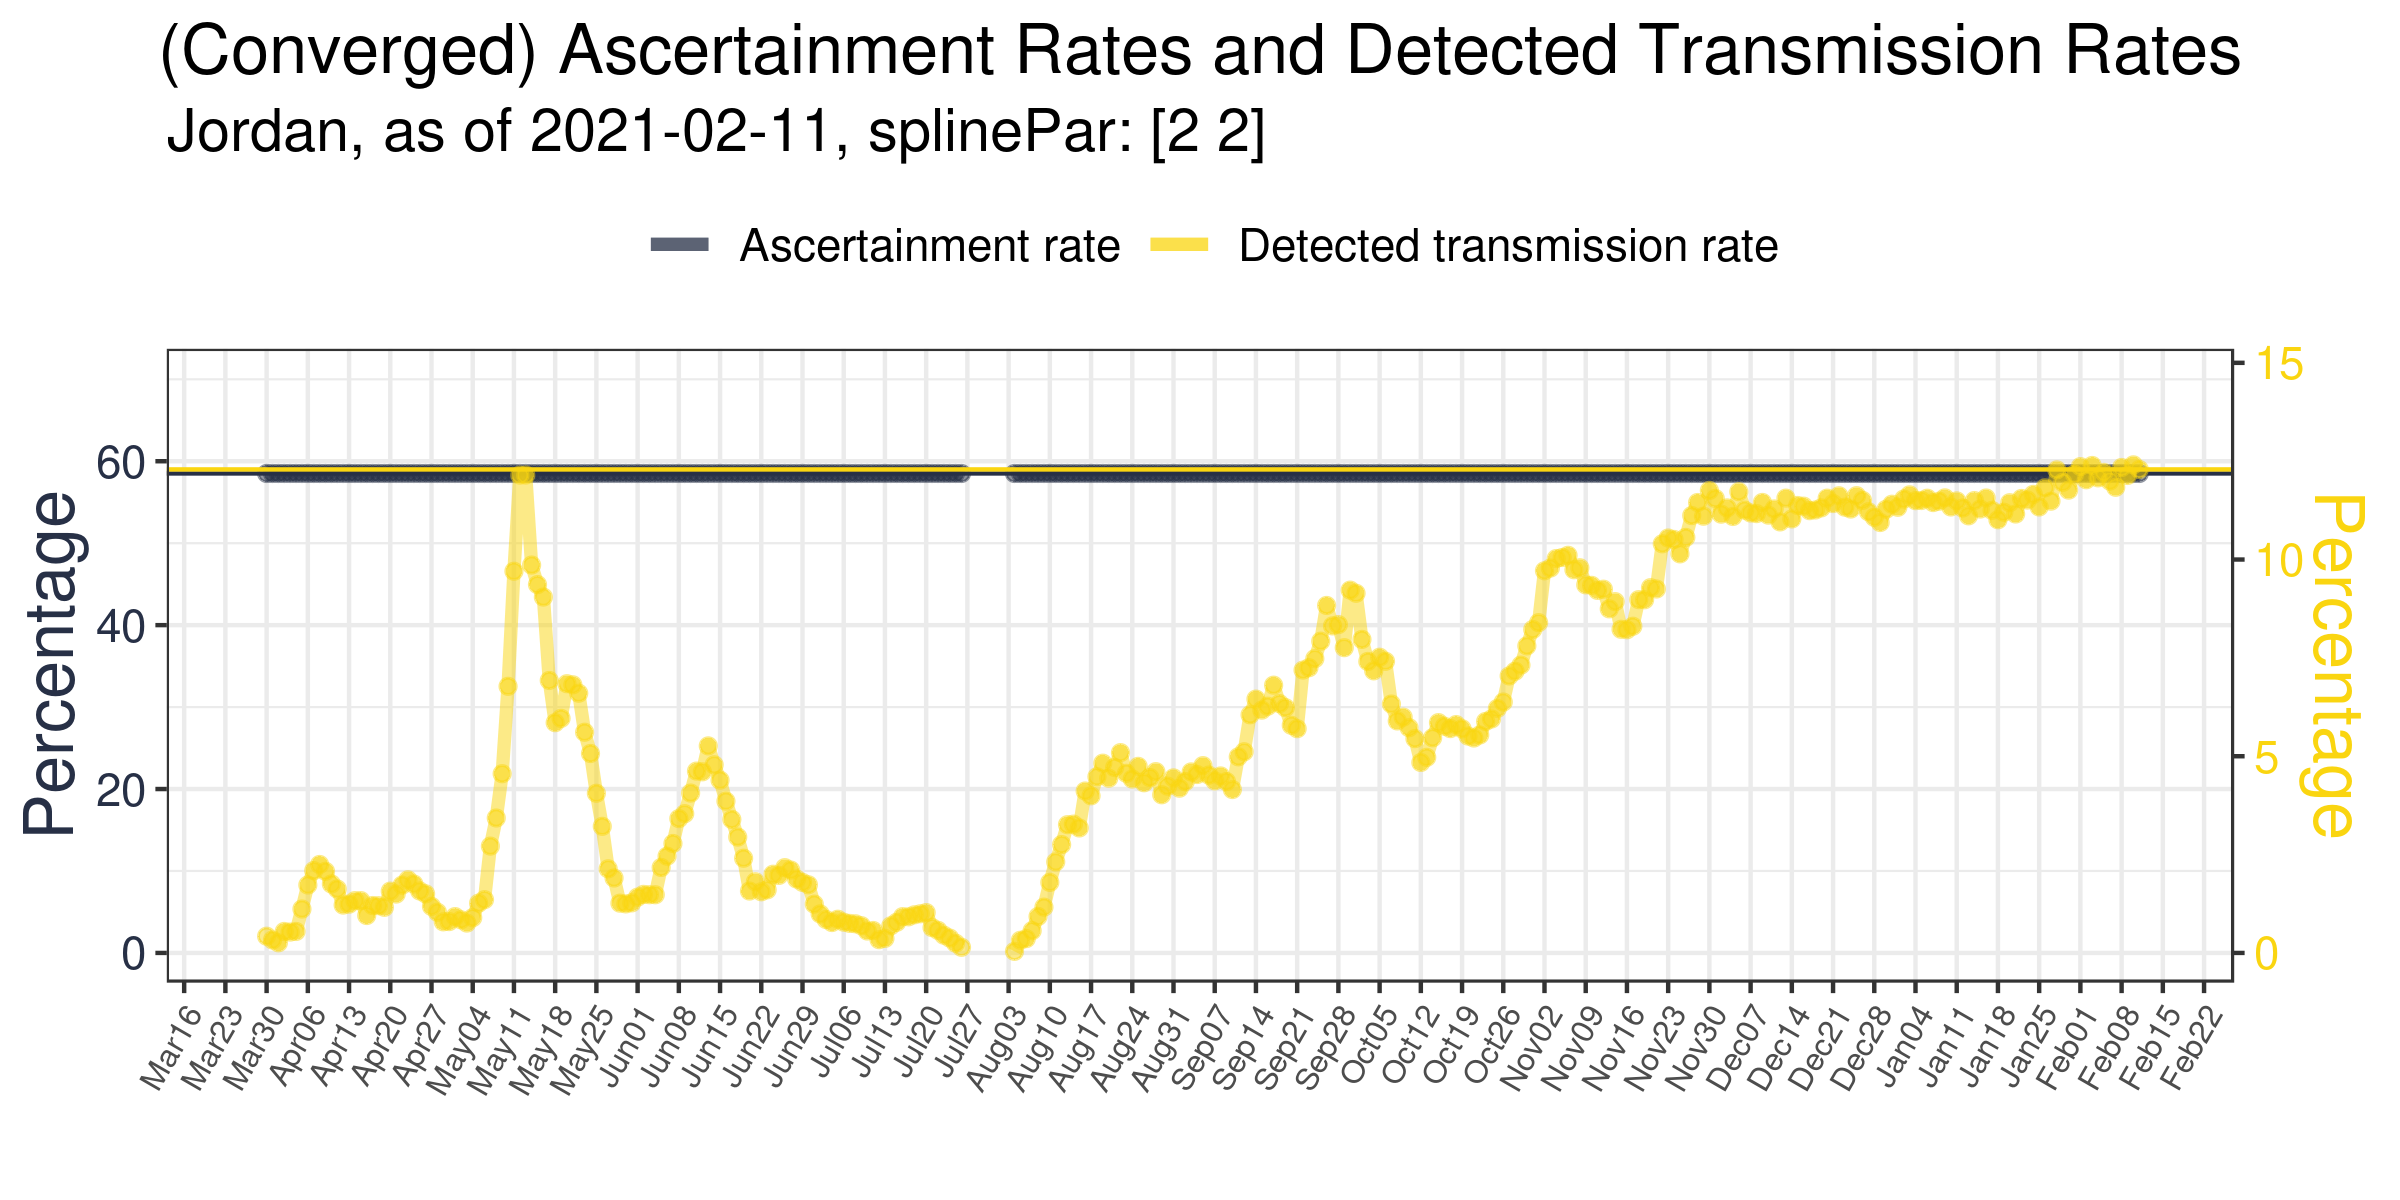 (Converged) Ascertainment Rates and Detected Transmission Rates
Jordan, as of 2021-02-11, splinePar: [2 2]
Ascertainment rate
Detected transmission rate
Percentage
60
40
20
0
15
10
5
0
Percentage
Mar16
Mar23
Mar30
Apr06
Apr13
Apr20
Apr27
May04
May11
May18
May25
Jun01
Jun08
Jun15
Jun22
Jun29
Jul06
Jul13
Jul20
Jul27
Aug03
Aug10
Aug17
Aug24
Aug31
Sep07
Sep14
Sep21
Sep28
Oct05
Oct12
Oct19
Oct26
Nov02
Nov09
Nov16
Nov23
Nov30
Dec07
Dec14
Dec21
Dec28
Jan04
Jan11
Jan18
Jan25
Feb01
Feb08
Feb15
Feb22